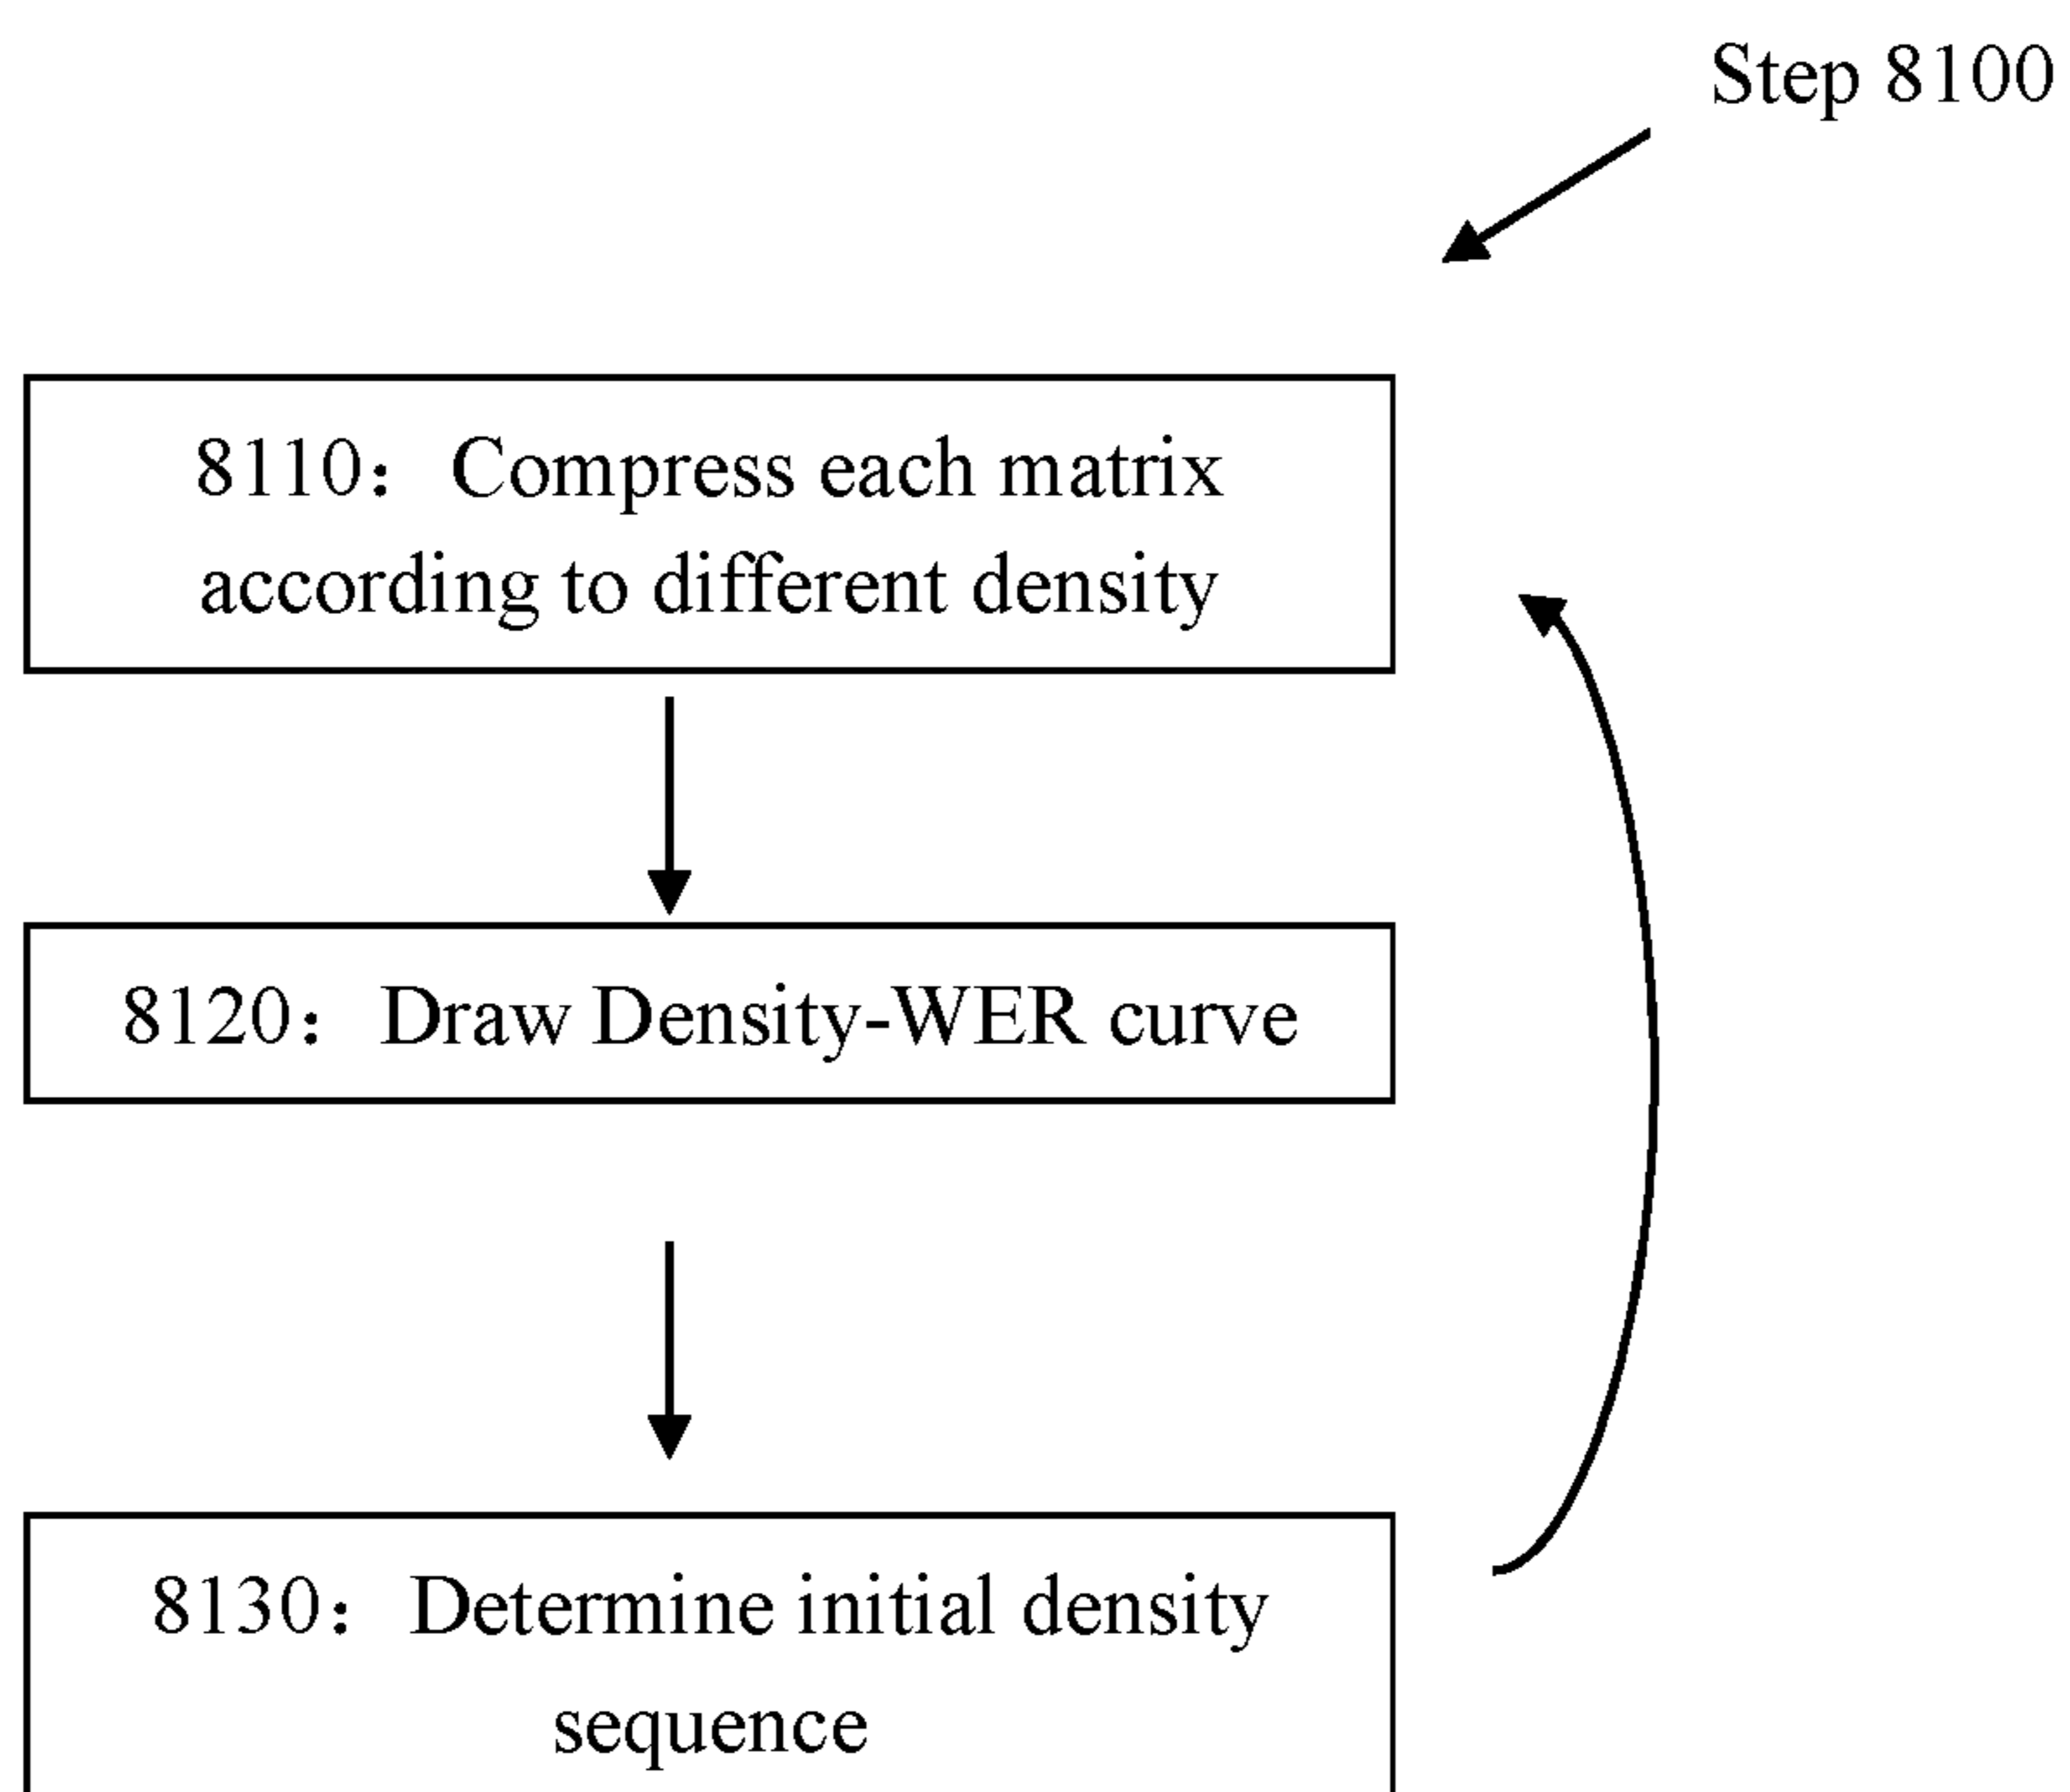 Step 8100
8110： Compress each matrix
according to different density
8120： Draw Density-WER curve
8130： Determine initial density
sequence